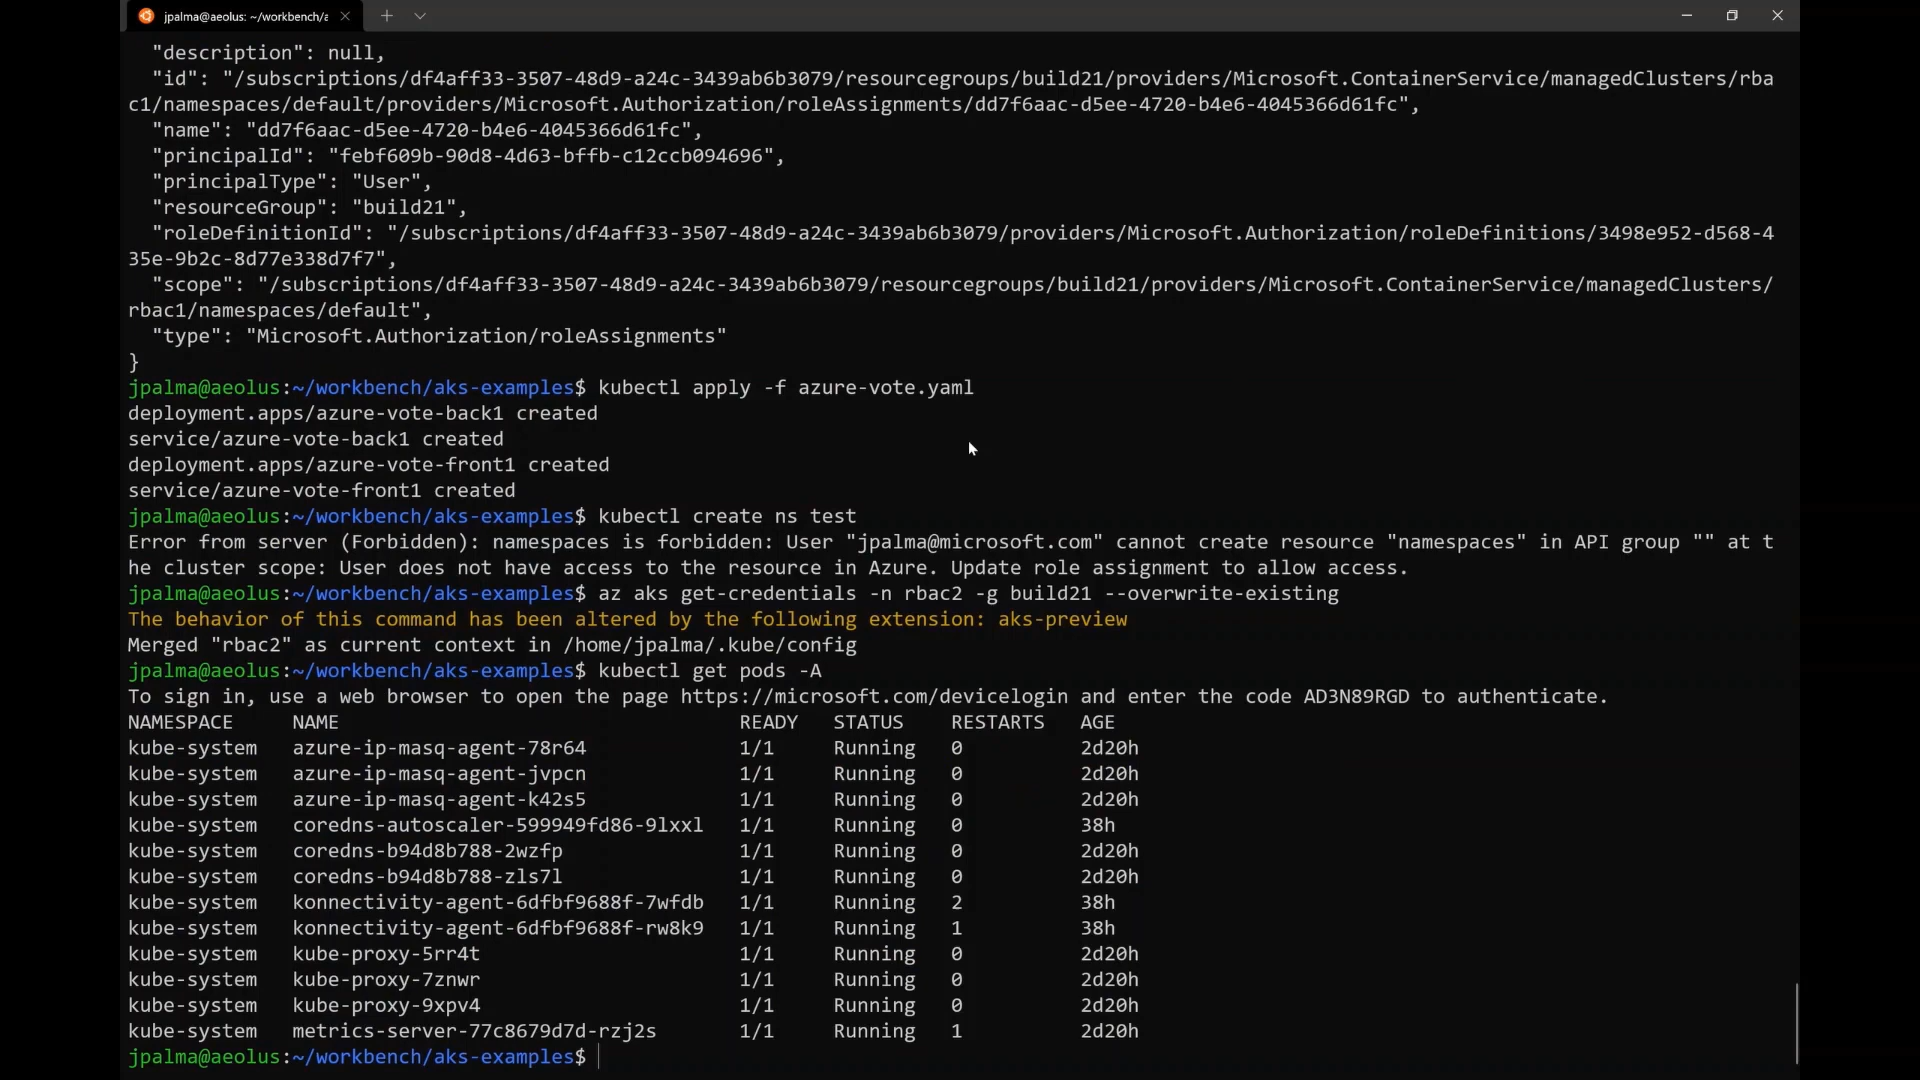 jpalma@aeolus: ~/workbench/a
"description": null,
"id": "/subscriptions/df4aff33-3507-48d9-a24c-3439ab6b3079/resourcegroups/build21/providers/Microsoft.ContainerService/managedClusters/rba
c1/namespaces/default/providers/Microsoft.Authorization/roleAssignments/dd7f6aac-d5ee-4720-b4e6-4045366d61fc",
"name": "dd7f6aac-d5ee-4720-b4e6-4045366d61fc",
"principalId": "febf609b-90d8-4d63-bffb-c12ccb094696",
"principalType": "User",
"resourceGroup": "build21",
"roleDefinitionId": "/subscriptions/df4aff33-3507-48d9-a24c-3439ab6b3079/providers/Microsoft.Authorization/roleDefinitions/3498e952-d568-4
35e-9b2c-8d77e338d7f7",
"scope": "/subscriptions/df4aff33-3507-48d9-a24c-3439ab6b3079/resourcegroups/build21/providers/Microsoft.ContainerService/managedClusters/
rbac1/namespaces/default",
"type": "Microsoft.Authorization/roleAssignments"
}
jpalma@aeolus:~/workbench/aks-examples$ kubectl apply -f azure-vote.yaml
deployment.apps/azure-vote-back1 created
service/azure-vote-back1 created
deployment.apps/azure-vote-front1 created
service/azure-vote-front1 created
jpalma@aeolus:~/workbench/aks-examples$ kubectl create ns test
Error from server (Forbidden): namespaces is forbidden: User "jpalma@microsoft.com" cannot create resource "namespaces" in API group "" at t
he cluster scope: User does not have access to the resource in Azure. Update role assignment to allow access.
jpalma@aeolus:~/workbench/aks-examples$ az aks get-credentials -n rbac2 -g build21 --overwrite-existing
The behavior of this command has been altered by the following extension: aks-preview
Merged "rbac2" as current context in /home/jpalma/.kube/config
jpalma@aeolus:~/workbench/aks-examples$ kubectl get pods -A
To sign in, use a web browser to open the page https://microsoft.com/devicelogin and enter the code AD3N89RGD to authenticate.
NAMESPACE NAME READY STATUS RESTARTS AGE
kube-system azure-ip-masq-agent-78r64 1/1 Running 0 2d20h
kube-system azure-ip-masq-agent-jvpcn 1/1 Running 0 2d20h
kube-system azure-ip-masq-agent-k42s5 1/1 Running 0 2d20h
kube-system coredns-autoscaler-599949fd86-9lxxl 1/1 Running 0 38h
kube-system coredns-b94d8b788-2wzfp 1/1 Running 0 2d20h
kube-system coredns-b94d8b788-zls7l 1/1 Running 0 2d20h
kube-system konnectivity-agent-6dfbf9688f-7wfdb 1/1 Running 2 38h
kube-system konnectivity-agent-6dfbf9688f-rw8k9 1/1 Running 1 38h
kube-system kube-proxy-5rr4t 1/1 Running 0 2d20h
kube-system kube-proxy-7znwr 1/1 Running 0 2d20h
kube-system kube-proxy-9xpv4 1/1 Running 0 2d20h
kube-system metrics-server-77c8679d7d-rzj2s 1/1 Running 1 2d20h
jpalma@aeolus:~/workbench/aks-examples$